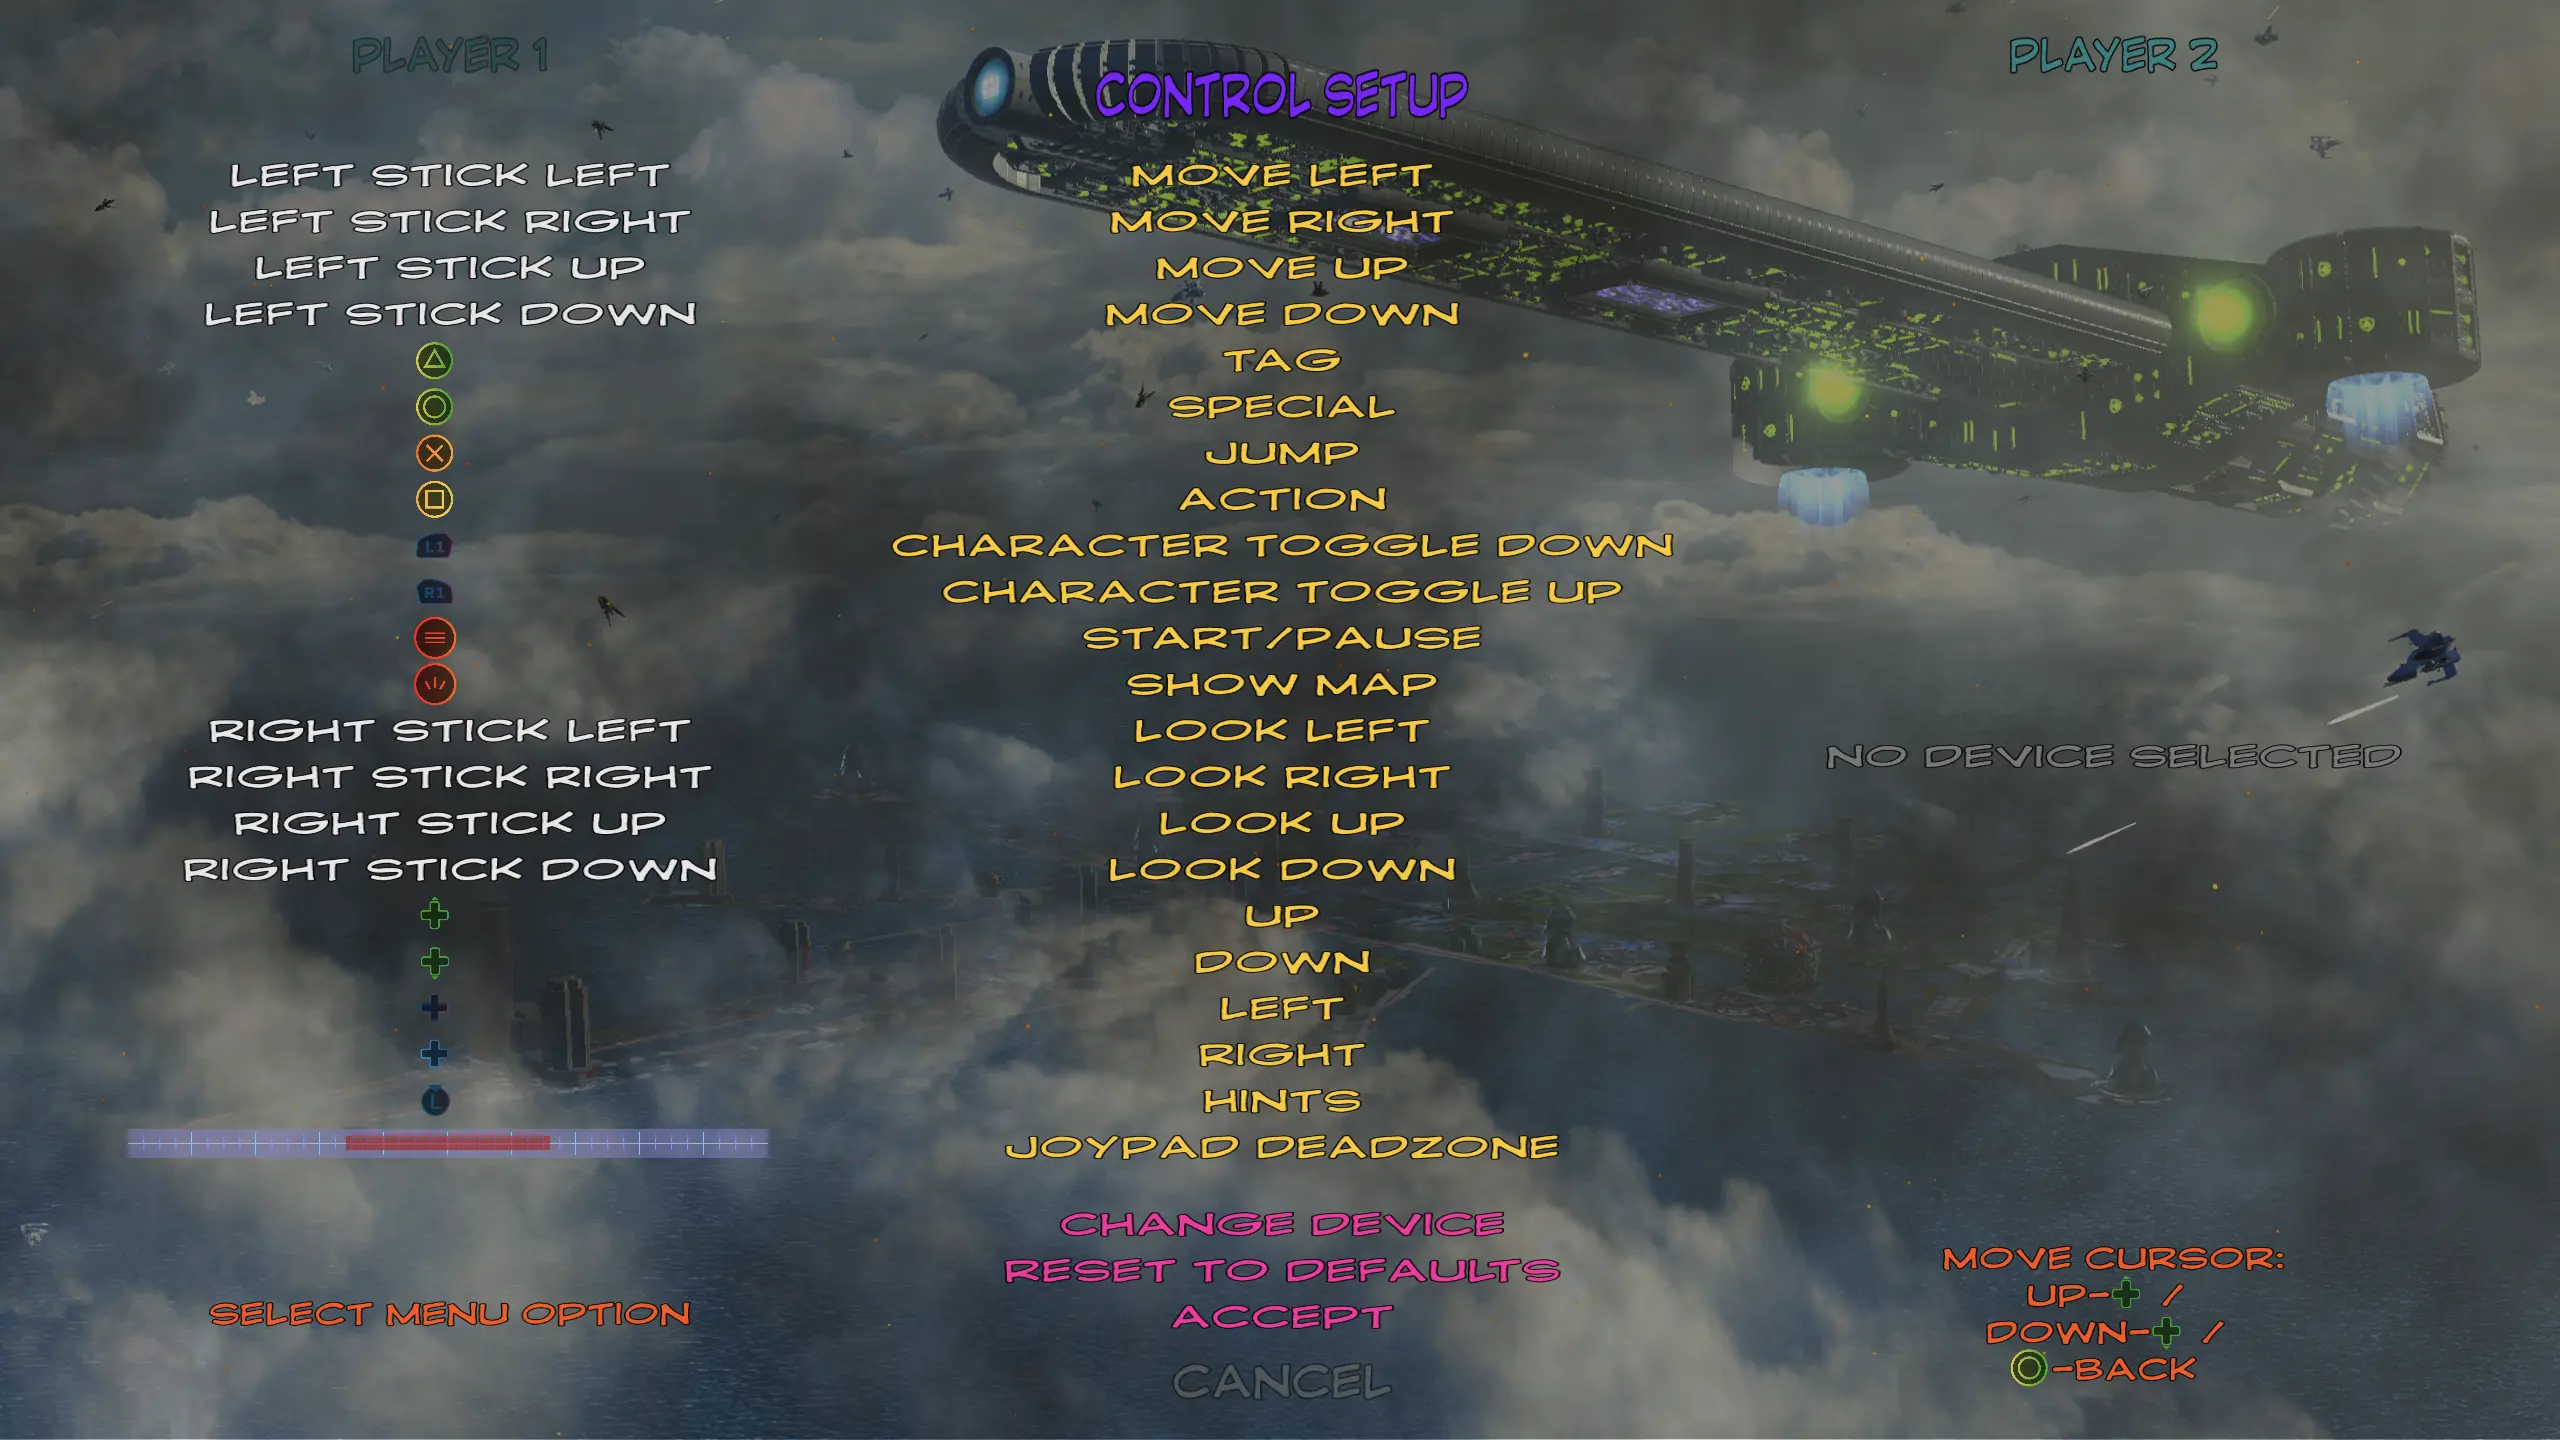 PLAYER 1
PLAYER 2
CONTROL SETUP
LEFT STICK LEFT
MOVE LEFT
LEFT STICK RIGHT
MOVE RIGHT
LEFT STICK UP
MOVE UP
LEFT STICK DOWN
MOVE DOWN
TAG
SPECIAL
JUMP
ACTION
L1
CHARACTER TOGGLE DOWN
R1
CHARACTER TOGGLE UP
START/PAUSE
SHOW MAP
RIGHT STICK LEFT
LOOK LEFT
RIGHT STICK RIGHT
LOOK RIGHT
NO DEVICE SELECTED
RIGHT STICK UP
LOOK UP
RIGHT STICK DOWN
LOOK DOWN
UP
DOWN
LEFT
RIGHT
L
HINTS
JOYPAD DEADZONE
CHANGE DEVICE
RESET TO DEFAULTS
ACCEPT
CANCEL
SELECT MENU OPTION
MOVE CURSOR:
UP- /
DOWN- /
-BACK